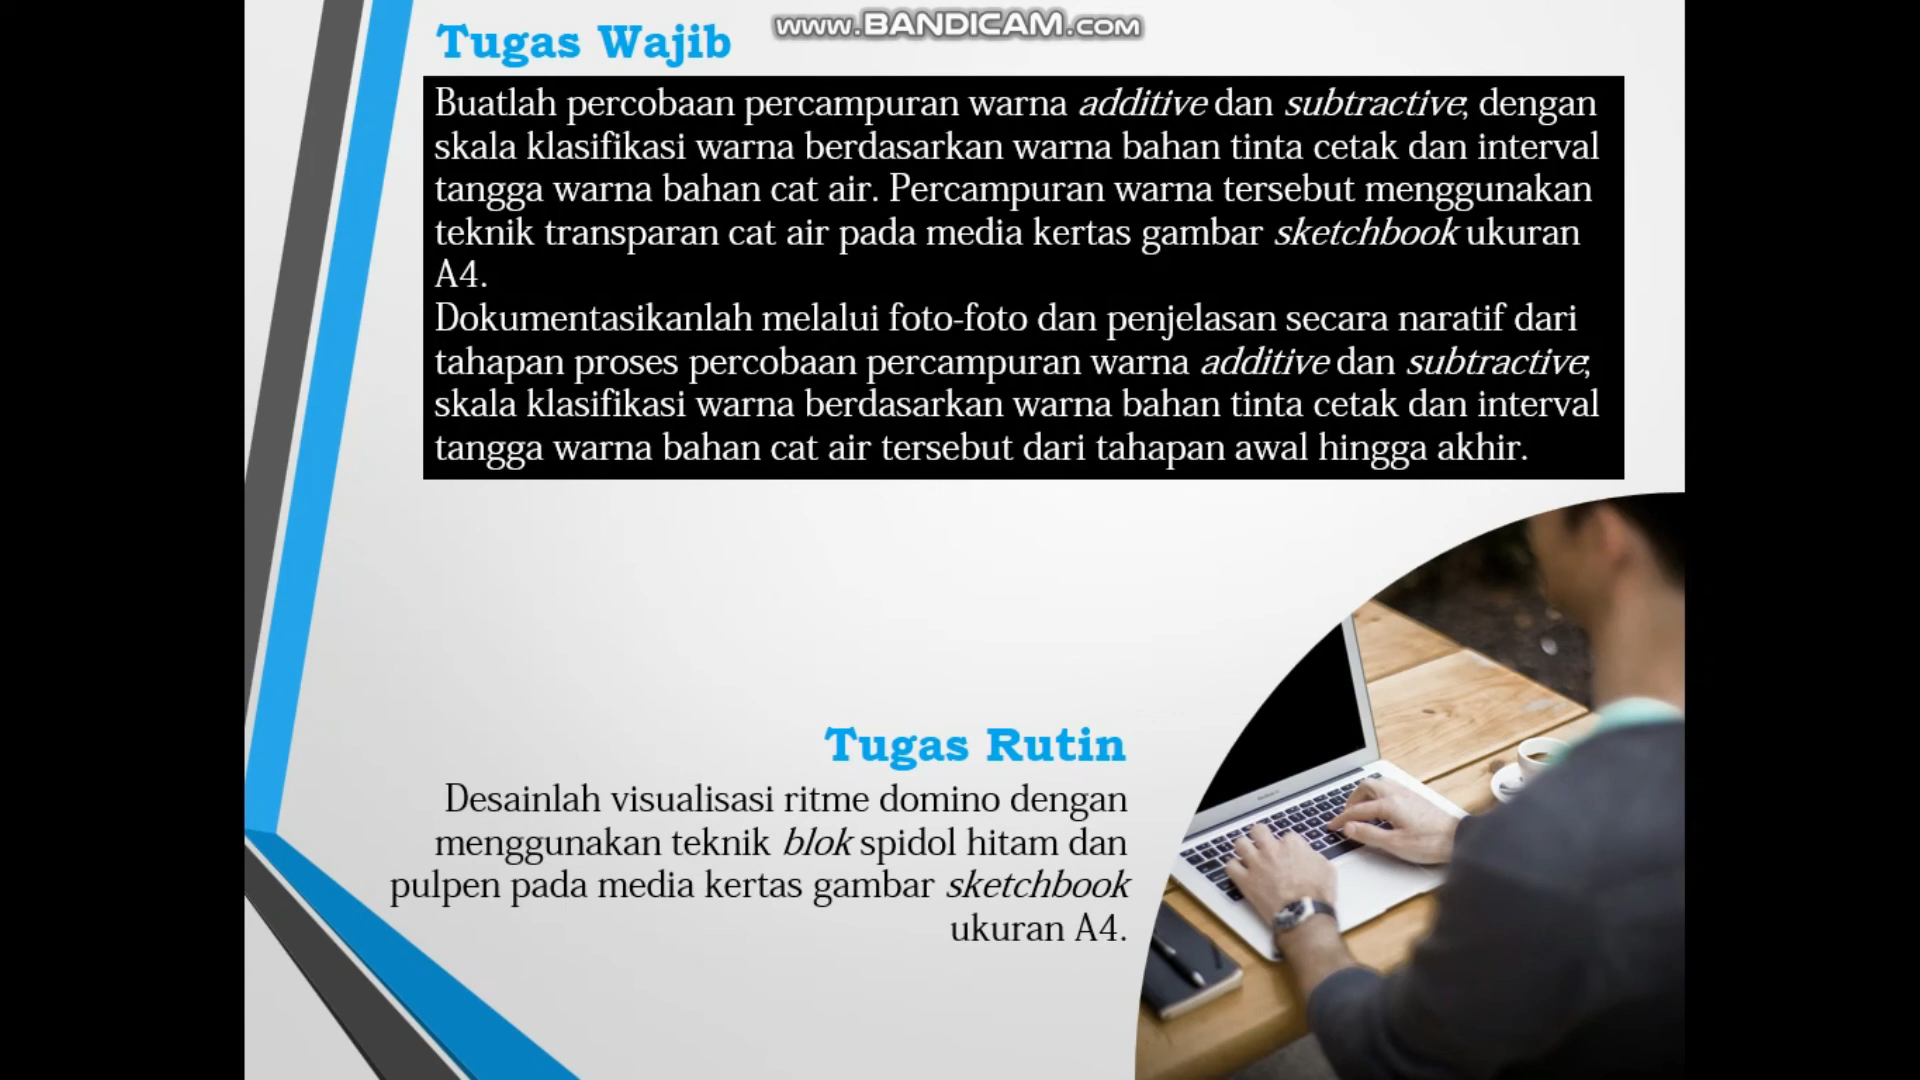 Tugas Wajib
www.BANDICAM.com
Buatlah percobaan percampuran warna additive dan subtractive; dengan
skala klasifikasi warna berdasarkan warna bahan tinta cetak dan interval
tangga warna bahan cat air. Percampuran warna tersebut menggunakan
teknik transparan cat air pada media kertas gambar sketchbook ukuran
A4.
Dokumentasikanlah melalui foto-foto dan penjelasan secara naratif dari
tahapan proses percobaan percampuran warna additive dan subtractive;
skala klasifikasi warna berdasarkan warna bahan tinta cetak dan interval
tangga warna bahan cat air tersebut dari tahapan awal hingga akhir.
Tugas Rutin
Desainlah visualisasi ritme domino dengan
menggunakan teknik blok spidol hitam dan
pulpen pada media kertas gambar sketchbook
ukuran A4.